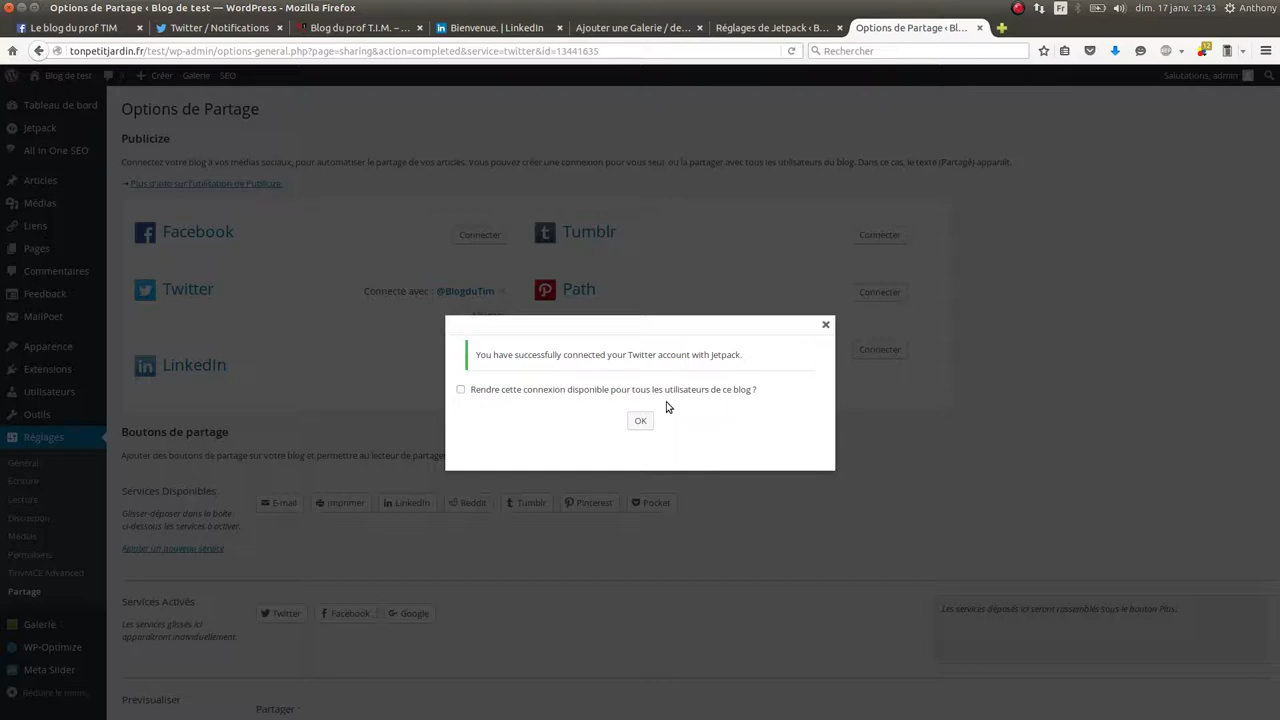 Options de Partage ‹ Blog de test — WordPress - Mozilla Firefox
Fr
dim. 17 janv. 12:43
Anthony
Le blog du prof TIM
Twitter / Notifications
Blog du prof T.I.M. – ...
Bienvenue. | LinkedIn
Ajouter une Galerie / de...
Réglages de Jetpack ‹ B...
Options de Partage ‹ Bl...
tonpetitjardin.fr/test/wp-admin/options-general.php?page=sharing&action=completed&service=twitter&id=13441635
Rechercher
Blog de test
Créer
Galerie
SEO
Salutations, admin
Tableau de bord
Jetpack
All in One SEO
Articles
Médias
Liens
Pages
Commentaires
Feedback
MailPoet
Apparence
Extensions
Utilisateurs
Outils
Réglages
Général
Écriture
Lecture
Discussion
Médias
Permaliens
TinyMCE Advanced
Partage
Galerie
WP-Optimize
Meta Slider
Réduire le menu
Options de Partage
Publicize
Connectez votre blog à vos médias sociaux, pour automatiser le partage de vos articles. Vous pouvez créer une connexion pour vous seul ou la partager avec tous les utilisateurs du blog. Dans ce cas, le texte (Partagé) apparaît.
→ Plus d'info sur l'utilisation de Publicize.
Facebook
Connecter
Tumblr
Connecter
Twitter
Connecté avec : @BlogduTim
Path
Connecter
LinkedIn
Connecter
You have successfully connected your Twitter account with Jetpack.
Rendre cette connexion disponible pour tous les utilisateurs de ce blog ?
OK
Boutons de partage
Ajouter des boutons de partage sur votre blog et permettre au lecteur de partager
Services Disponibles
Glisser-déposer dans la boîte
ci-dessous les services à activer.
Ajouter un nouveau service
E-mail
Imprimer
LinkedIn
Reddit
Tumblr
Pinterest
Pocket
Services Activés
Les services glissés ici
apparaîtront individuellement.
Twitter
Facebook
Google
Les services déposés ici seront rassemblés sous le bouton Plus.
Prévisualiser
Partager :